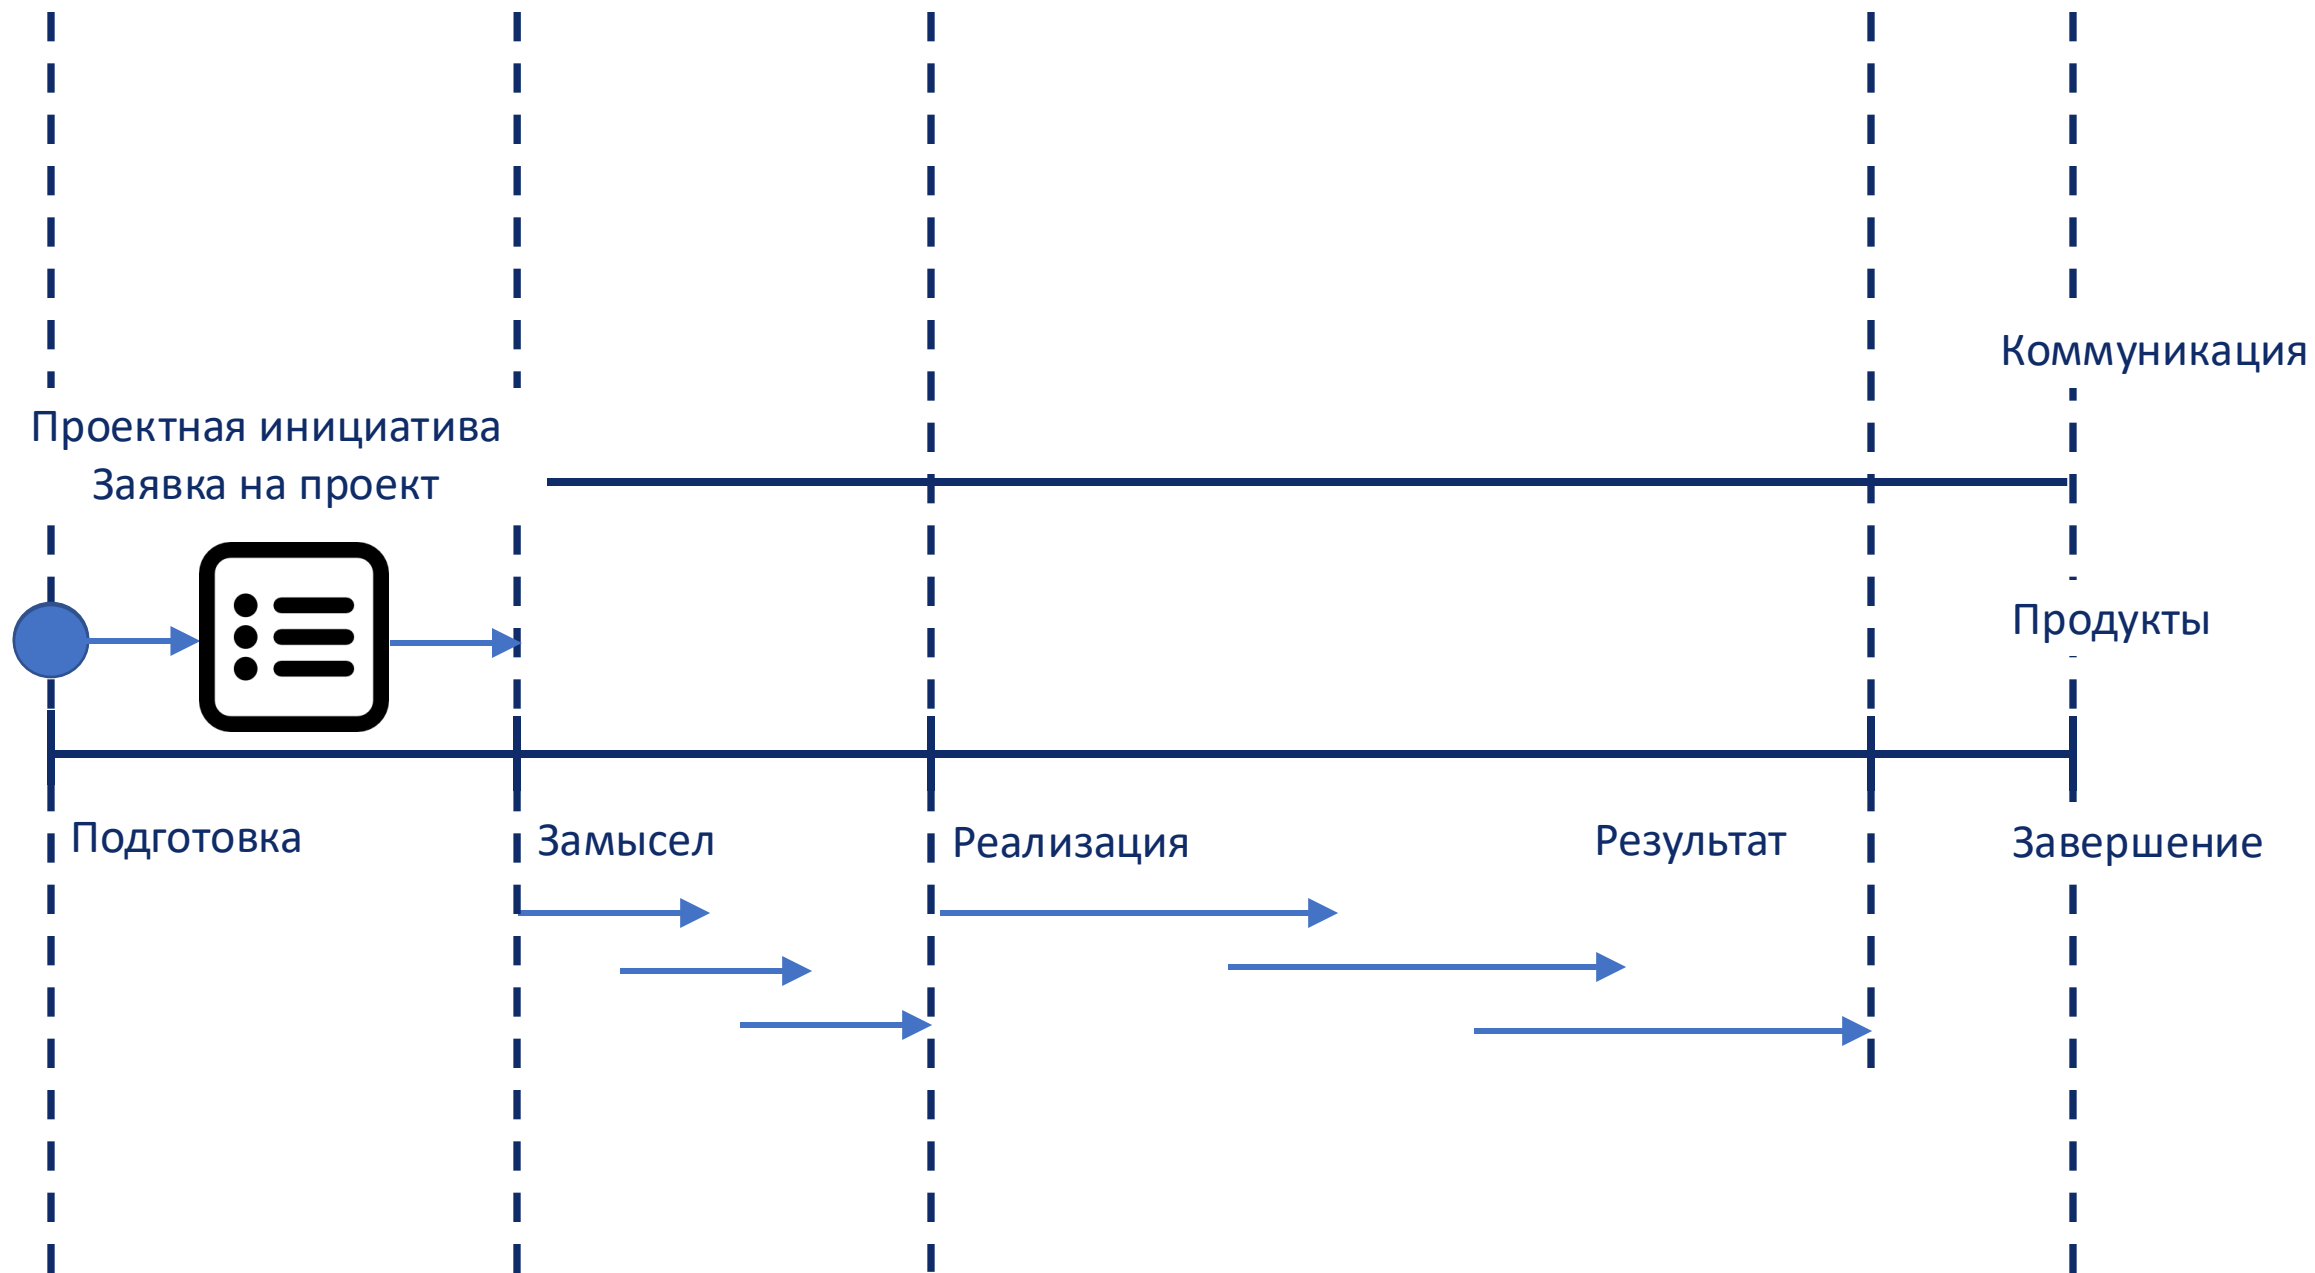 Коммуникация
Проектная инициатива
Заявка на проект
Продукты
Подготовка
Замысел
Реализация
Результат
Завершение